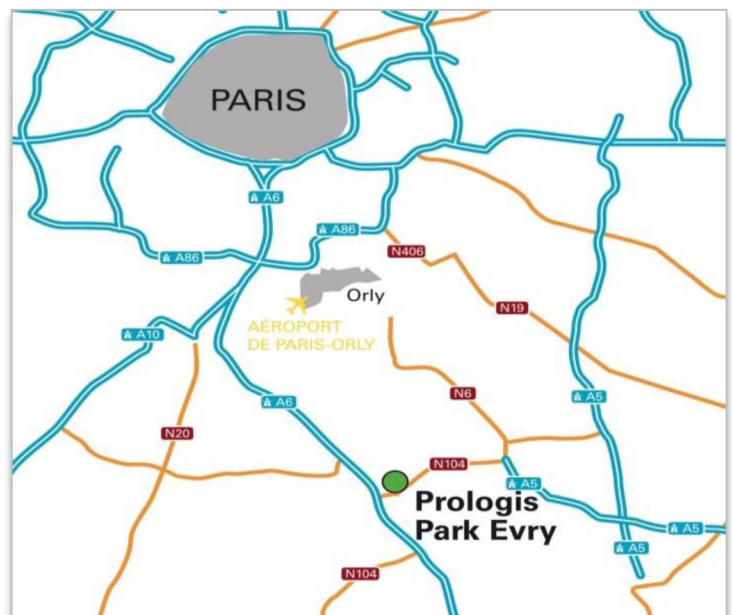 PARIS
A6
A86
A86
N406
Orly
N19
AÉROPORT
DE PARIS-ORLY
A10
A6
N6
A5
N20
N104
A5
Prologis
Park Evry
A5
A5
N104